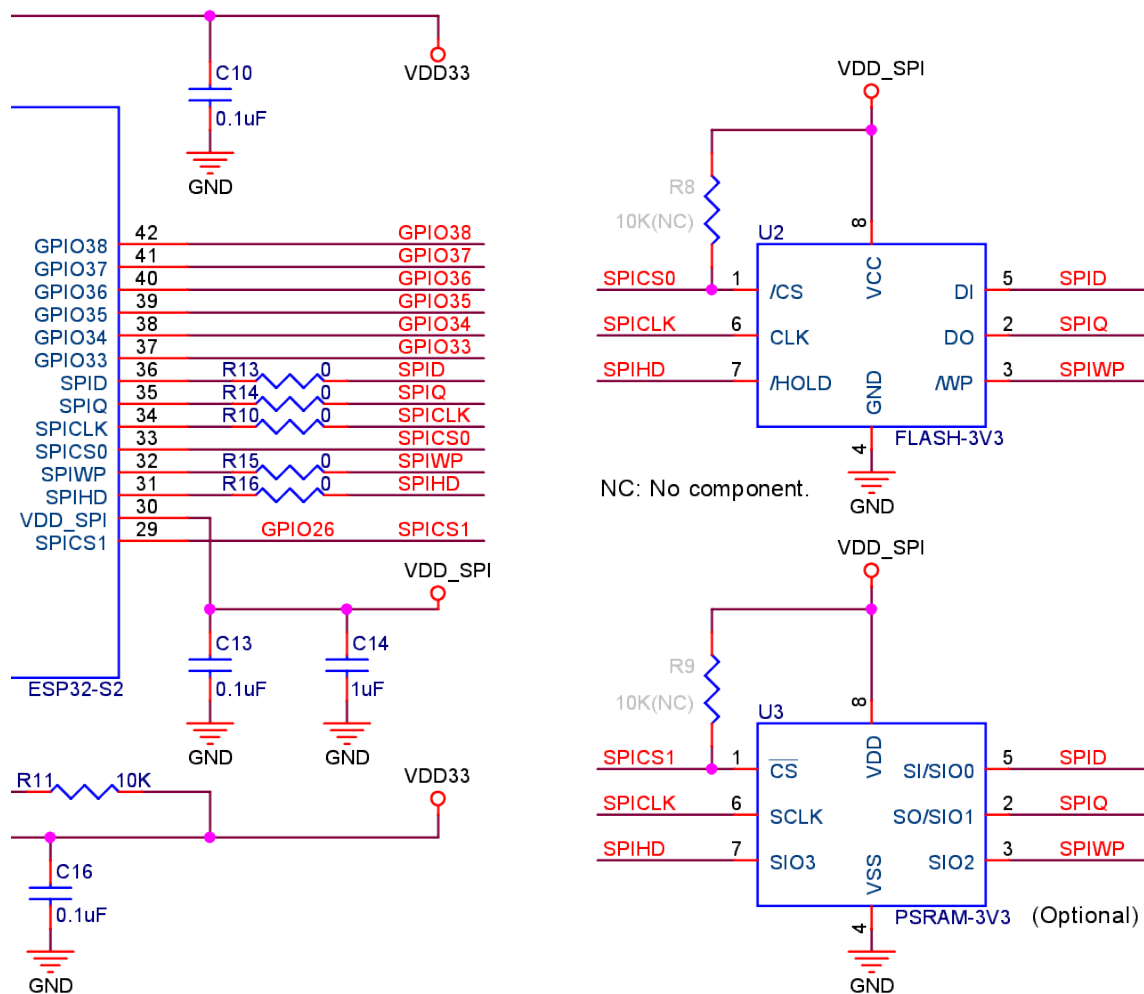 VDD33
C10
0.1uF
GND
GPIO38 42 GPIO38
GPIO37 41 GPIO37
GPIO36 40 GPIO36
GPIO35 39 GPIO35
GPIO34 38 GPIO34
GPIO33 37 GPIO33
SPID 36 R13 0 SPID
SPIQ 35 R14 0 SPIQ
SPICLK 34 R10 0 SPICLK
SPICS0 33 SPICS0
SPIWP 32 R15 0 SPIWP
SPIHD 31 R16 0 SPIHD
VDD_SPI 30
SPICS1 29 GPIO26 SPICS1
VDD_SPI
C13
0.1uF
GND
C14
1uF
GND
ESP32-S2
R11 10K
VDD33
C16
0.1uF
GND
VDD_SPI
R8
10K(NC)
U2
8
SPICS0 1 /CS VCC DI 5 SPID
SPICLK 6 CLK DO 2 SPIQ
SPIHD 7 /HOLD GND /WP 3 SPIWP
4
FLASH-3V3
GND
NC: No component.
VDD_SPI
R9
10K(NC)
U3
8
SPICS1 1 CS VDD SI/SIO0 5 SPID
SPICLK 6 SCLK SO/SIO1 2 SPIQ
SPIHD 7 SIO3 VSS SIO2 3 SPIWP
4
PSRAM-3V3 (Optional)
GND